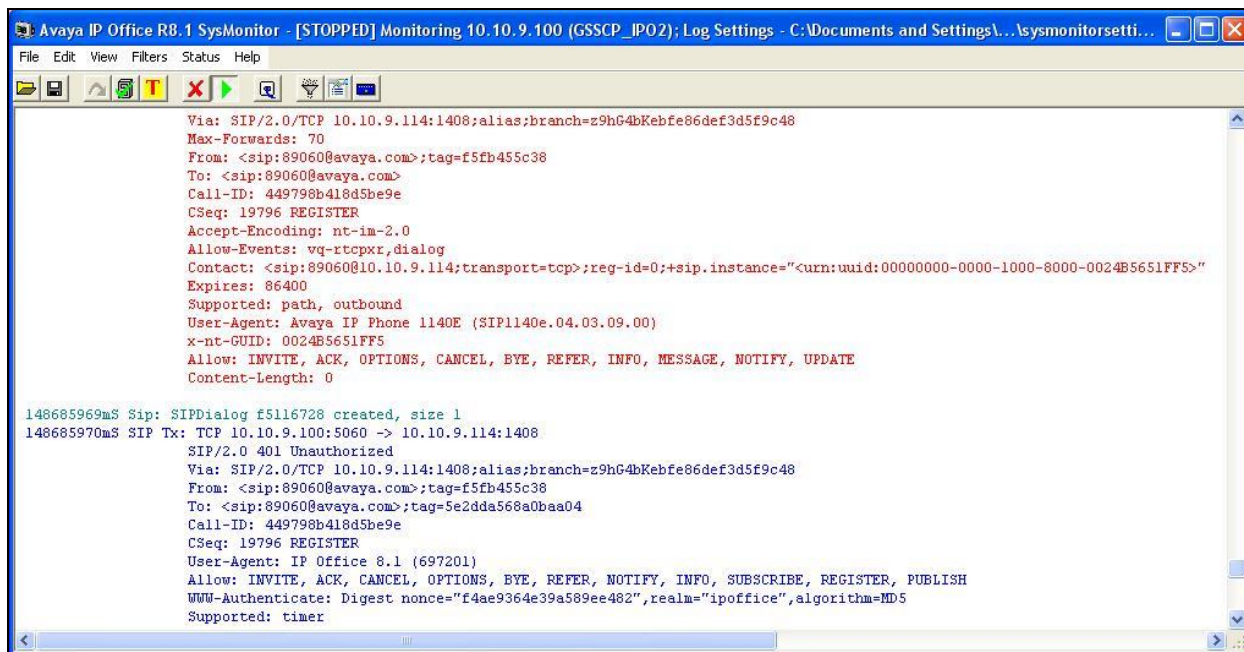 Avaya IP Office R8.1 SysMonitor - [STOPPED] Monitoring 10.10.9.100 (GSSCP_IPO2); Log Settings - C:\Documents and Settings\...\sysmonitorsetti...
File Edit View Filters Status Help
T
Via: SIP/2.0/TCP 10.10.9.114:1408;alias;branch=z9hG4bKebfe86def3d5f9c48
Max-Forwards: 70
From: <sip:89060@avaya.com>;tag=f5fb455c38
To: <sip:89060@avaya.com>
Call-ID: 449798b418d5be9e
CSeq: 19796 REGISTER
Accept-Encoding: nt-im-2.0
Allow-Events: vq-rtcpxr,dialog
Contact: <sip:89060@10.10.9.114;transport=tcp>;reg-id=0;+sip.instance="<urn:uuid:00000000-0000-1000-8000-0024B5651FF5>"
Expires: 86400
Supported: path, outbound
User-Agent: Avaya IP Phone 1140E (SIP1140e.04.03.09.00)
x-nt-GUID: 0024B5651FF5
Allow: INVITE, ACK, OPTIONS, CANCEL, BYE, REFER, INFO, MESSAGE, NOTIFY, UPDATE
Content-Length: 0
148685969mS Sip: SIPDialog f5116728 created, size 1
148685970mS SIP Tx: TCP 10.10.9.100:5060 -> 10.10.9.114:1408
SIP/2.0 401 Unauthorized
Via: SIP/2.0/TCP 10.10.9.114:1408;alias;branch=z9hG4bKebfe86def3d5f9c48
From: <sip:89060@avaya.com>;tag=f5fb455c38
To: <sip:89060@avaya.com>;tag=5e2dda568a0baa04
Call-ID: 449798b418d5be9e
CSeq: 19796 REGISTER
User-Agent: IP Office 8.1 (697201)
Allow: INVITE, ACK, CANCEL, OPTIONS, BYE, REFER, NOTIFY, INFO, SUBSCRIBE, REGISTER, PUBLISH
WWW-Authenticate: Digest nonce="f4ae9364e39a589ee482",realm="ipoffice",algorithm=MD5
Supported: timer